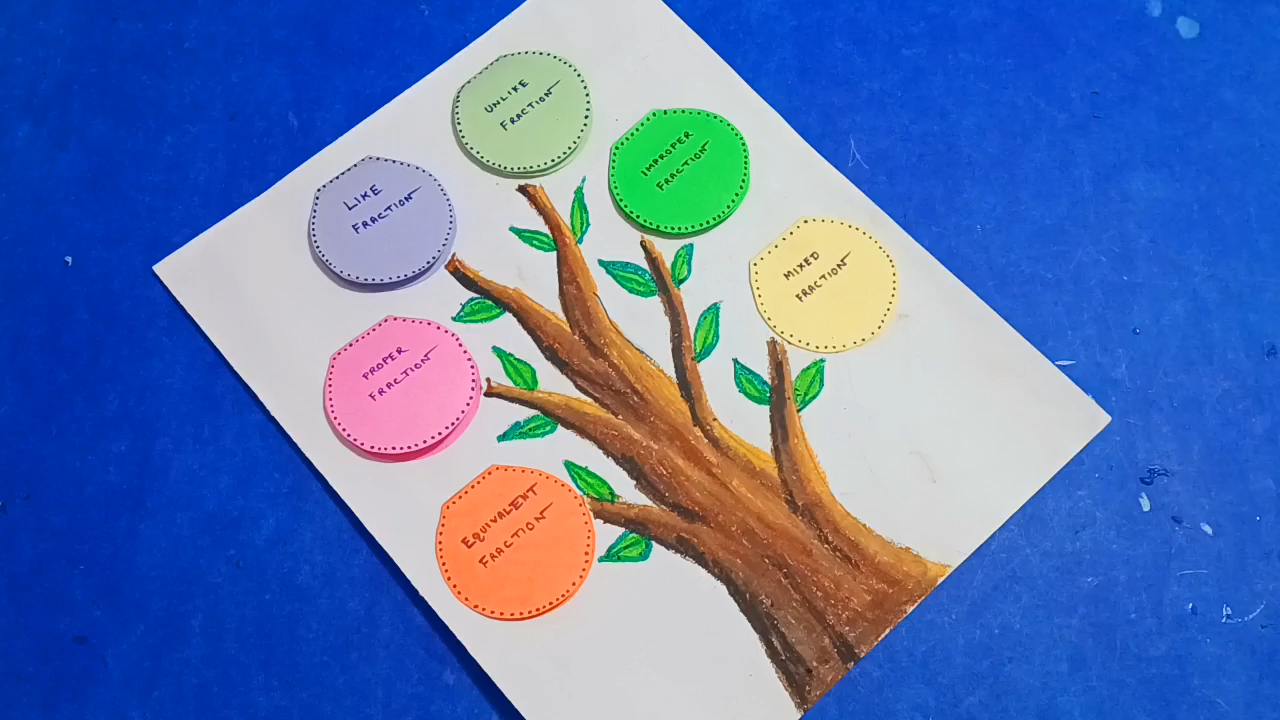 UNLIKE
FRACTION
IMPROPER
FRACTION
LIKE
FRACTION
MIXED
FRACTION
PROPER
FRACTION
EQUIVALENT
FRACTION